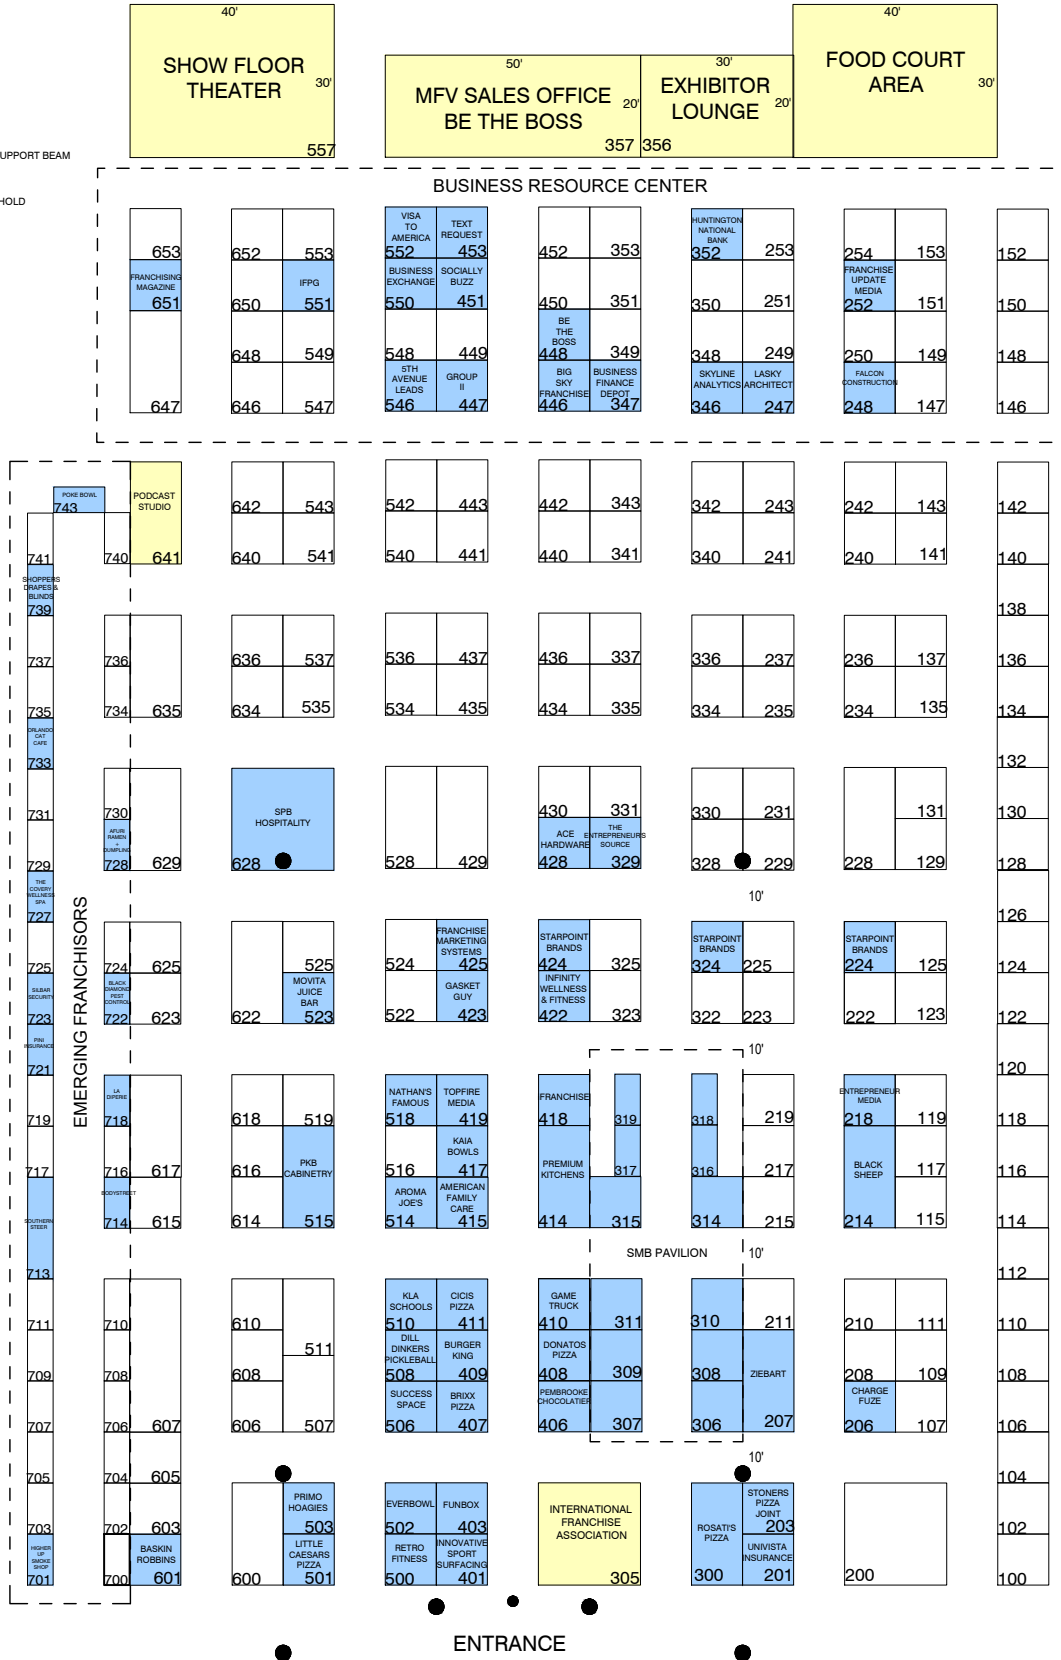 40'
40'
SHOW FLOOR
THEATER
30'
557
50'
MFV SALES OFFICE
BE THE BOSS
20'
357
30'
EXHIBITOR
LOUNGE
20'
356
FOOD COURT
AREA
30'
UPPORT BEAM
HOLD
BUSINESS RESOURCE CENTER
653
652 553
VISA
TO
AMERICA
552
TEXT
REQUEST
453
452 353
HUNTINGTON
NATIONAL
BANK
352
253
254 153
152
FRANCHISING
MAGAZINE
651
650
IFPG
551
BUSINESS
EXCHANGE
550
SOCIALLY
BUZZ
451
450 351
350 251
FRANCHISE
UPDATE
MEDIA
252
151
150
648 549
548 449
BE
THE
BOSS
448
349
348 249
250 149
148
647
646 547
5TH
AVENUE
LEADS
546
GROUP
II
447
BIG
SKY
FRANCHISE
446
BUSINESS
FINANCE
DEPOT
347
SKYLINE
ANALYTICS
346
LASKY
ARCHITECT
247
FALCON
CONSTRUCTION
248
147
146
POKE BOWL
743
PODCAST
STUDIO
641
642 543
542 443
442 343
342 243
242 143
142
741
740
640 541
540 441
440 341
340 241
240 141
140
SHOPPERS
DRAPES &
BLINDS
739
138
737
736
636 537
536 437
436 337
336 237
236 137
136
735
734 635
634 535
534 435
434 335
334 235
234 135
134
ORLANDO
CAT
CAFE
733
132
731
730
SPB
HOSPITALITY
628
430 331
330 231
131
130
729
AFURI
RAMEN
+
DUMPLING
728
629
528 429
ACE
HARDWARE
428
THE
ENTREPRENEUR'S
SOURCE
329
328 229
228 129
128
10'
THE
COVERY
WELLNESS
SPA
727
126
EMERGING FRANCHISORS
725
724 625
525
524
FRANCHISE
MARKETING
SYSTEMS
425
STARPOINT
BRANDS
424
325
STARPOINT
BRANDS
324
225
STARPOINT
BRANDS
224
125
124
SILBAR
SECURITY
723
BLACK
DIAMOND
PEST
CONTROL
722
623
622
MOVITA
JUICE
BAR
523
522
GASKET
GUY
423
INFINITY
WELLNESS
& FITNESS
422
323
322 223
222 123
122
10'
PINI
INSURANCE
721
120
719
LA
DIPERIE
718
618 519
NATHAN'S
FAMOUS
518
TOPFIRE
MEDIA
419
FRANCHISE
418
319
318
219
ENTREPRENEUR
MEDIA
218
119
118
717
716 617
616
PKB
CABINETRY
515
516
KAIA
BOWLS
417
PREMIUM
KITCHENS
414
317
316
217
BLACK
SHEEP
214
117
116
SOUTHERN
STEER
713
BODYSTREET
714
615
614
AROMA
JOE'S
514
AMERICAN
FAMILY
CARE
415
315
314
215
115
114
SMB PAVILION
10'
112
711
710
610
511
KLA
SCHOOLS
510
CICIS
PIZZA
411
GAME
TRUCK
410
311
310
211
210 111
110
709
708
608
DILL
DINKERS
PICKLEBALL
508
BURGER
KING
409
DONATOS
PIZZA
408
309
308
ZIEBART
207
208 109
108
707
706 607
606 507
SUCCESS
SPACE
506
BRIXX
PIZZA
407
PEMBROOKE
CHOCOLATIER
406
307
306
CHARGE
FUZE
206
107
106
10'
705
704 605
104
703
702 603
PRIMO
HOAGIES
503
EVERBOWL
502
FUNBOX
403
INTERNATIONAL
FRANCHISE
ASSOCIATION
305
ROSATI'S
PIZZA
300
STONERS
PIZZA
JOINT
203
102
HIGHER
UP
SMOKE
SHOP
701
700
BASKIN
ROBBINS
601
600
LITTLE
CAESARS
PIZZA
501
RETRO
FITNESS
500
INNOVATIVE
SPORT
SURFACING
401
UNIVISTA
INSURANCE
201
200
100
ENTRANCE